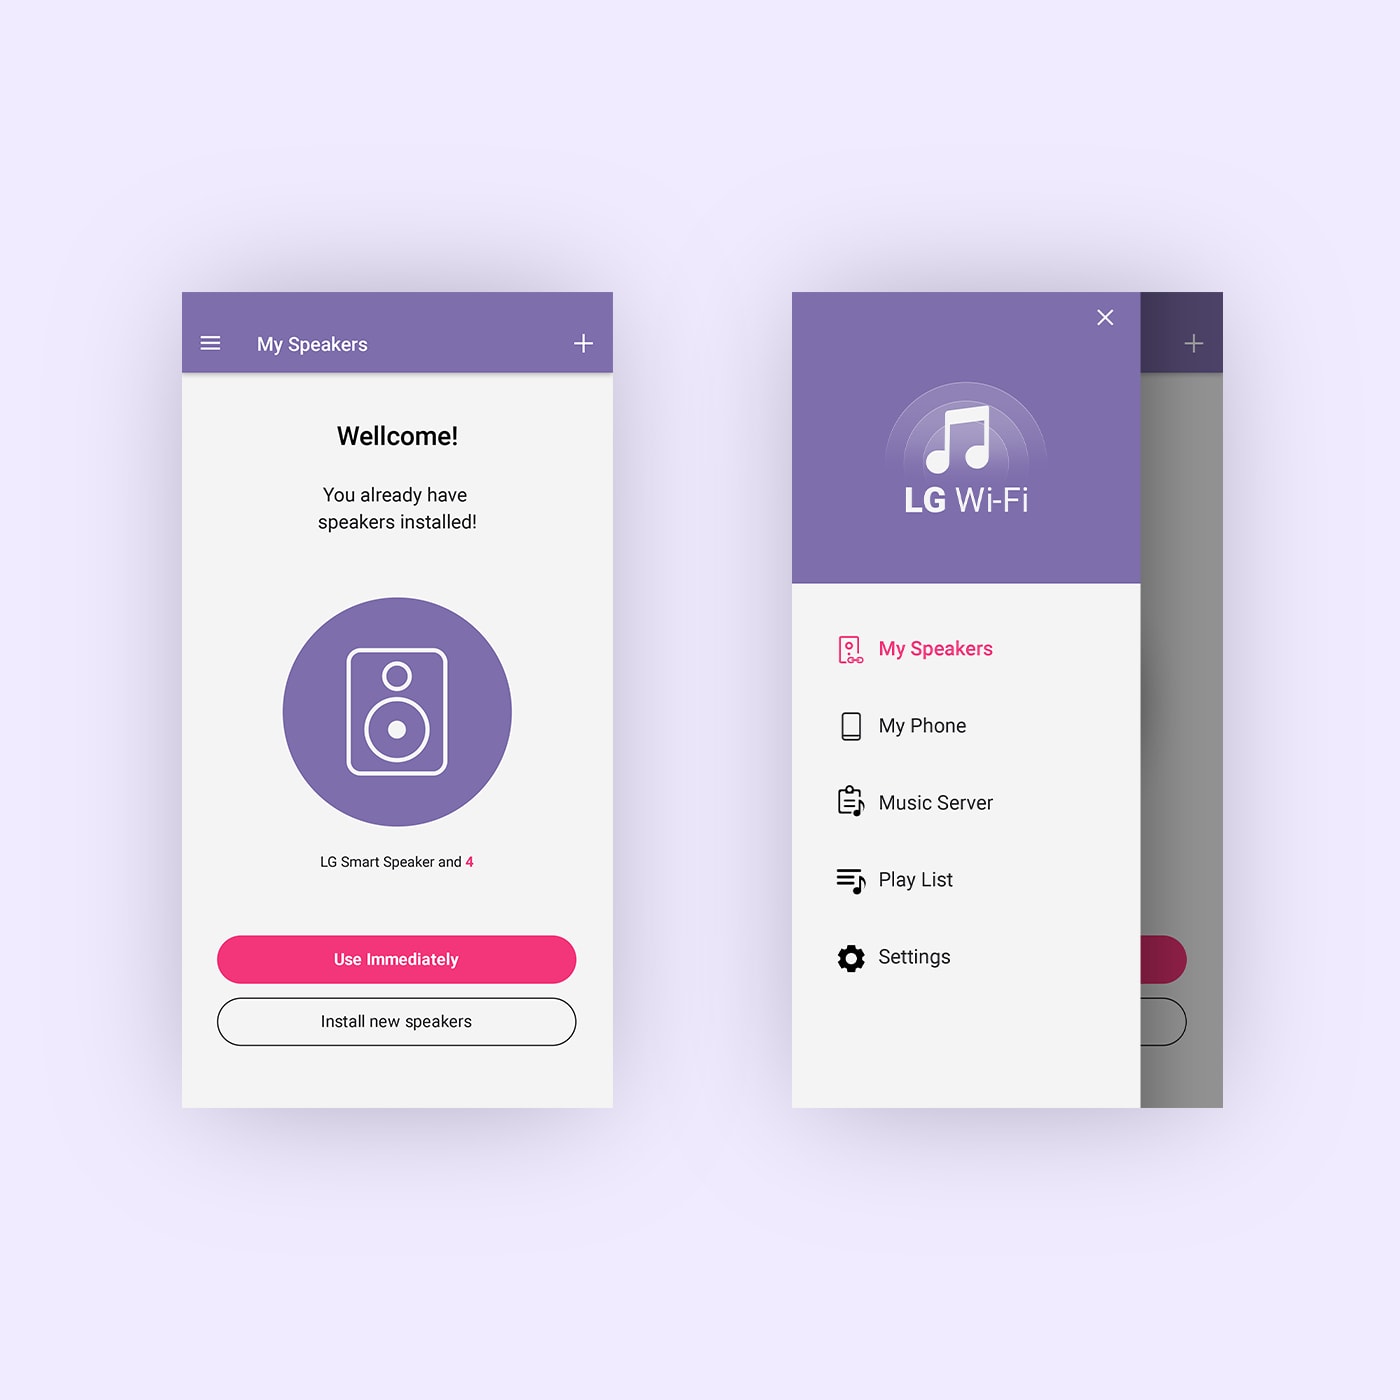 My Speakers
Wellcome!
You already have
speakers installed!
LG Smart Speaker and 4
Use Immediately
Install new speakers
LG Wi-Fi
My Speakers
My Phone
Music Server
Play List
Settings